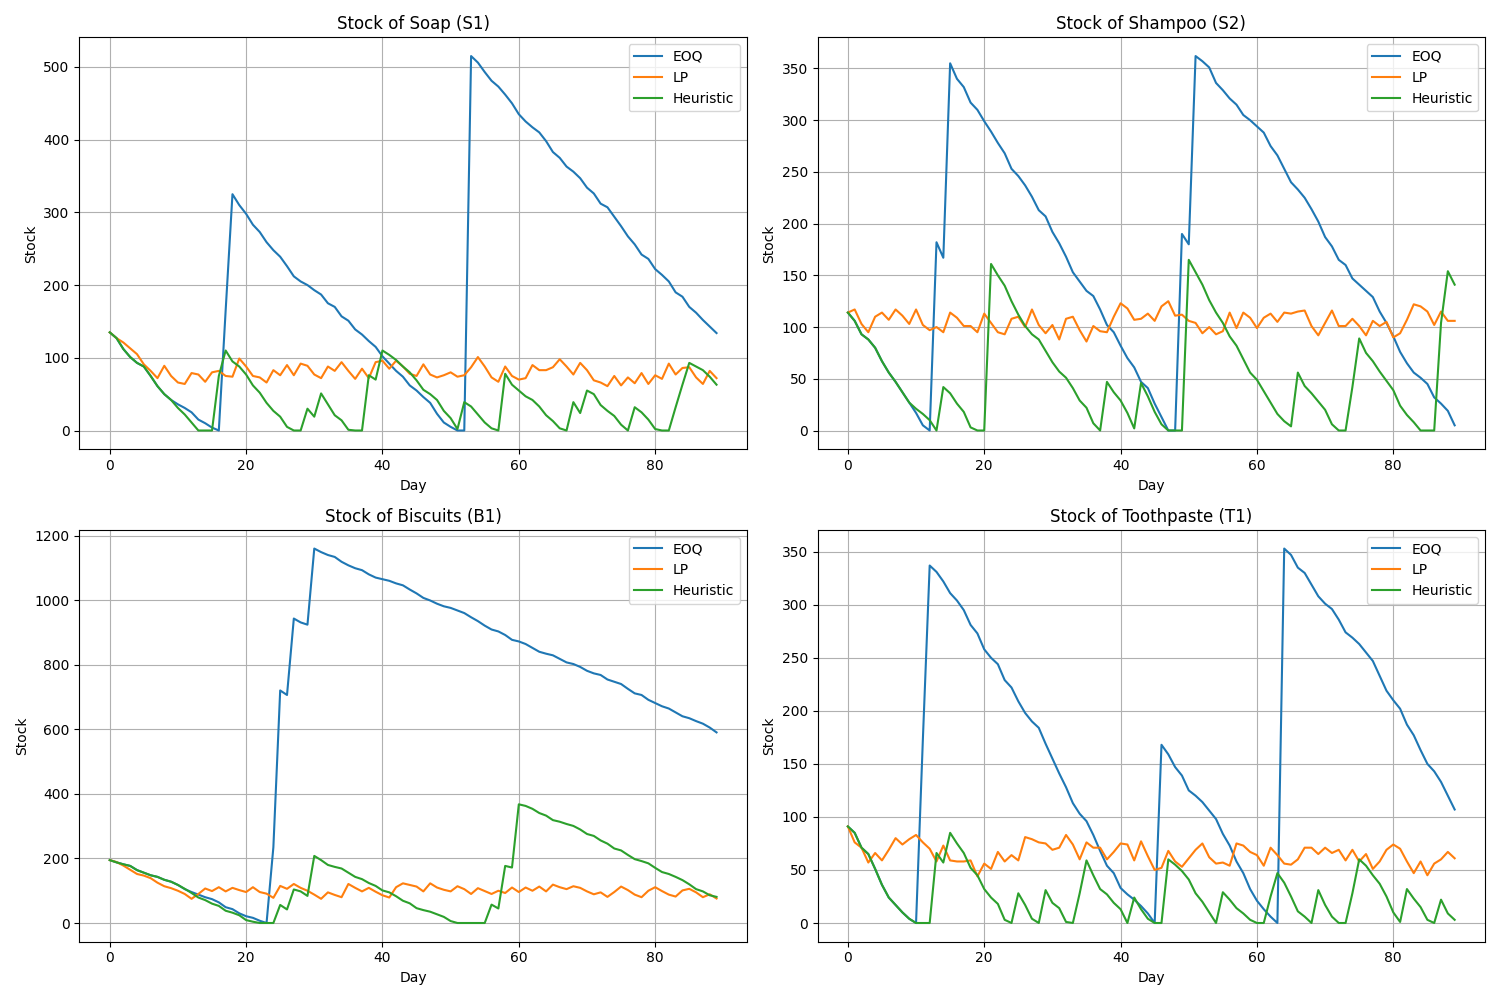 Stock of Soap (S1)
Stock
500
400
300
200
100
0
0 20 40 60 80
Day
EOQ
LP
Heuristic
Stock of Shampoo (S2)
Stock
350
300
250
200
150
100
50
0
0 20 40 60 80
Day
EOQ
LP
Heuristic
Stock of Biscuits (B1)
Stock
1200
1000
800
600
400
200
0
0 20 40 60 80
Day
EOQ
LP
Heuristic
Stock of Toothpaste (T1)
Stock
350
300
250
200
150
100
50
0
0 20 40 60 80
Day
EOQ
LP
Heuristic